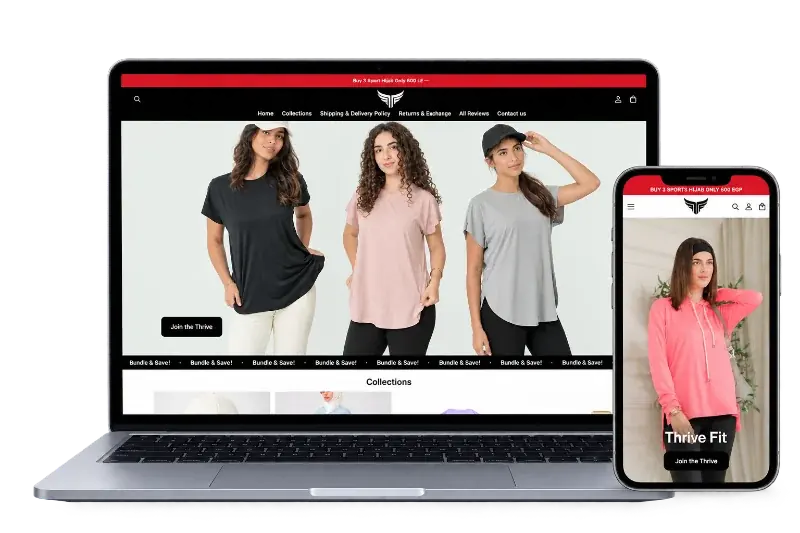 Buy 3 Sport Hijab Only 600 LE —
Home Collections Shipping & Delivery Policy Returns & Exchange All Reviews Contact us
Join the Thrive
Bundle & Save! · Bundle & Save! · Bundle & Save! · Bundle & Save! · Bundle & Save! · Bundle & Save! · Bundle & Save! · Bundle & Save!
Collections
BUY 3 SPORTS HIJAB ONLY 600 EGP
Thrive Fit
Join the Thrive